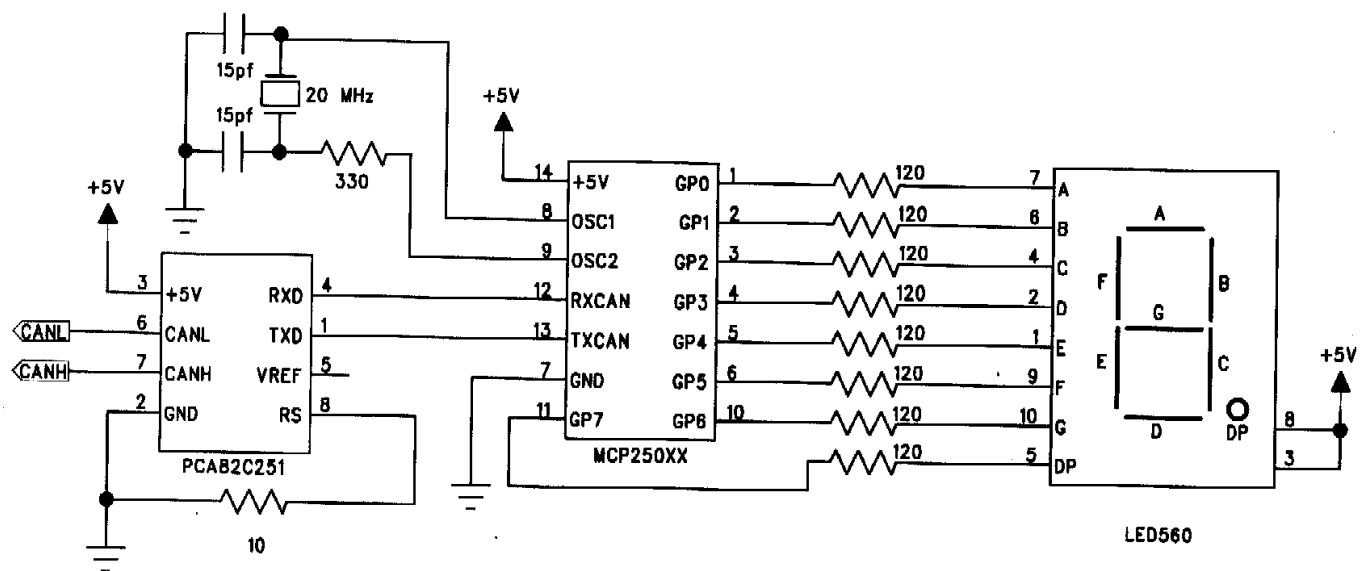 15pf
20 MHz
15pf
330
+5V
+5V
3 +5V RXD 4
6 CANL TXD 1
7 CANH VREF 5
2 GND RS 8
CANL
CANH
PCA82C251
10
14 +5V GP0 1
8 OSC1 GP1 2
9 OSC2 GP2 3
12 RXCAN GP3 4
13 TXCAN GP4 5
7 GND GP5 6
11 GP7 GP6 10
MCP250XX
120
120
120
120
120
120
120
120
7 A
6 B
4 C
2 D
1 E
9 F
10 G
5 DP
A
F B
G
E C
D DP
8
3
+5V
LED560